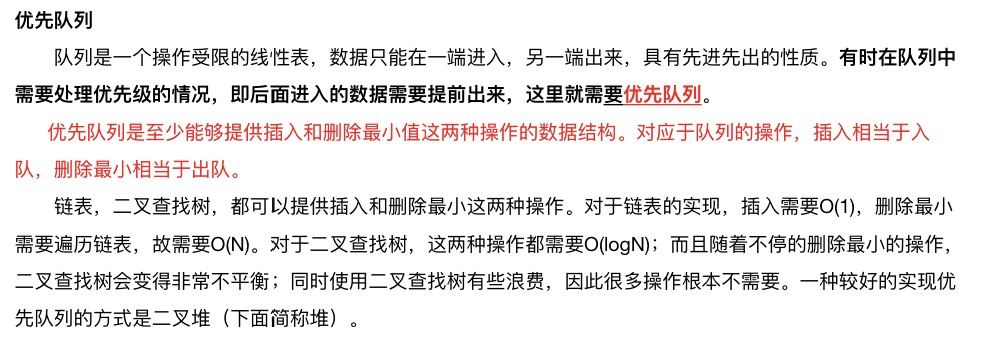 优先队列
队列是一个操作受限的线性表，数据只能在一端进入，另一端出来，具有先进先出的性质。有时在队列中
需要处理优先级的情况，即后面进入的数据需要提前出来，这里就需要优先队列。
优先队列是至少能够提供插入和删除最小值这两种操作的数据结构。对应于队列的操作，插入相当于入
队，删除最小相当于出队。
链表，二叉查找树，都可以提供插入和删除最小这两种操作。对于链表的实现，插入需要O(1)，删除最小
需要遍历链表，故需要O(N)。对于二叉查找树，这两种操作都需要O(logN)；而且随着不停的删除最小的操作，
二叉查找树会变得非常不平衡；同时使用二叉查找树有些浪费，因此很多操作根本不需要。一种较好的实现优
先队列的方式是二叉堆（下面简称堆）。